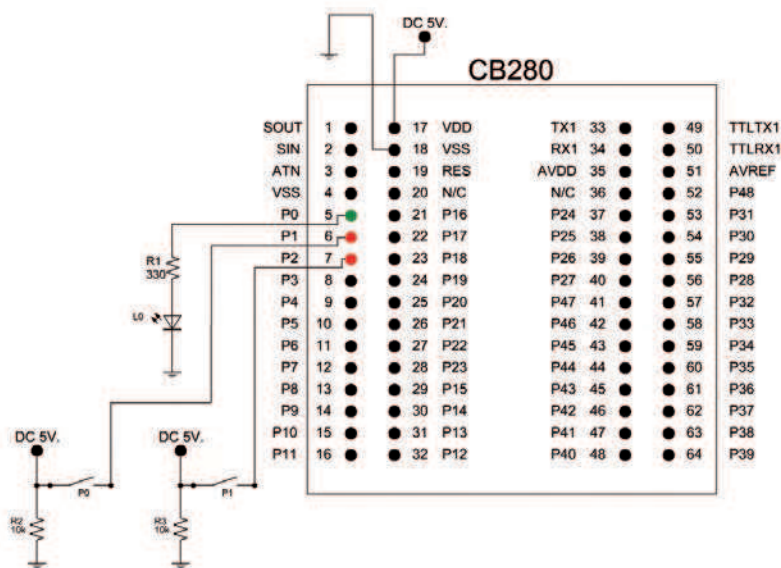 DC 5V.
CB280
SOUT 1 17 VDD TX1 33 49 TTLTX1
SIN 2 18 VSS RX1 34 50 TTLRX1
ATN 3 19 RES AVDD 35 51 AVREF
VSS 4 20 N/C N/C 36 52 P48
P0 5 21 P16 P24 37 53 P31
P1 6 22 P17 P25 38 54 P30
P2 7 23 P18 P26 39 55 P29
P3 8 24 P19 P27 40 56 P28
P4 9 25 P20 P47 41 57 P32
P5 10 26 P21 P46 42 58 P33
P6 11 27 P22 P45 43 59 P34
P7 12 28 P23 P44 44 60 P35
P8 13 29 P15 P43 45 61 P36
P9 14 30 P14 P42 46 62 P37
P10 15 31 P13 P41 47 63 P38
P11 16 32 P12 P40 48 64 P39
R1
330
L0
DC 5V.
DC 5V.
P0
P1
R2
10k
R3
10k